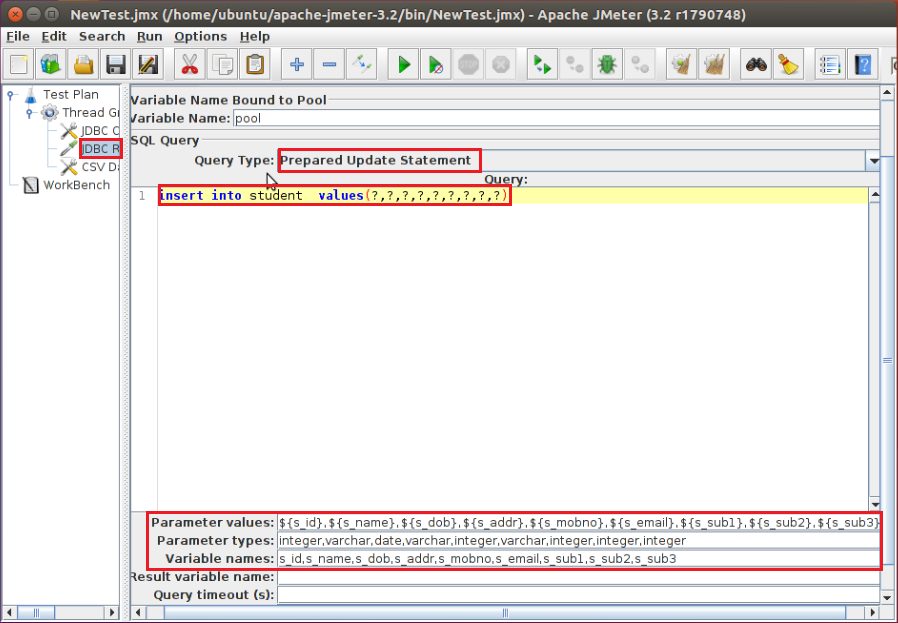 NewTest.jmx (/home/ubuntu/apache-jmeter-3.2/bin/NewTest.jmx) - Apache JMeter (3.2 r1790748)
File Edit Search Run Options Help
Test Plan
Thread Gr
JDBC C
JDBC R
CSV Da
WorkBench
Variable Name Bound to Pool
Variable Name: pool
SQL Query
Query Type: Prepared Update Statement
Query:
1 insert into student  values(?,?,?,?,?,?,?,?,?)
Parameter values: ${s_id},${s_name},${s_dob},${s_addr},${s_mobno},${s_email},${s_sub1},${s_sub2},${s_sub3}
Parameter types: integer,varchar,date,varchar,integer,varchar,integer,integer,integer
Variable names: s_id,s_name,s_dob,s_addr,s_mobno,s_email,s_sub1,s_sub2,s_sub3
Result variable name:
Query timeout (s):